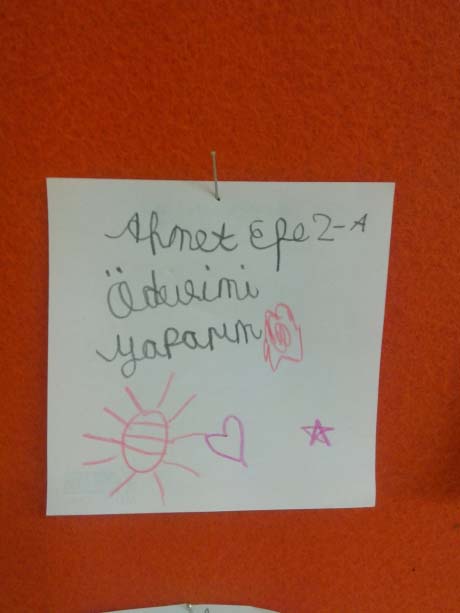 Ahmet Efe 2-A
Ödevimi
yaparım